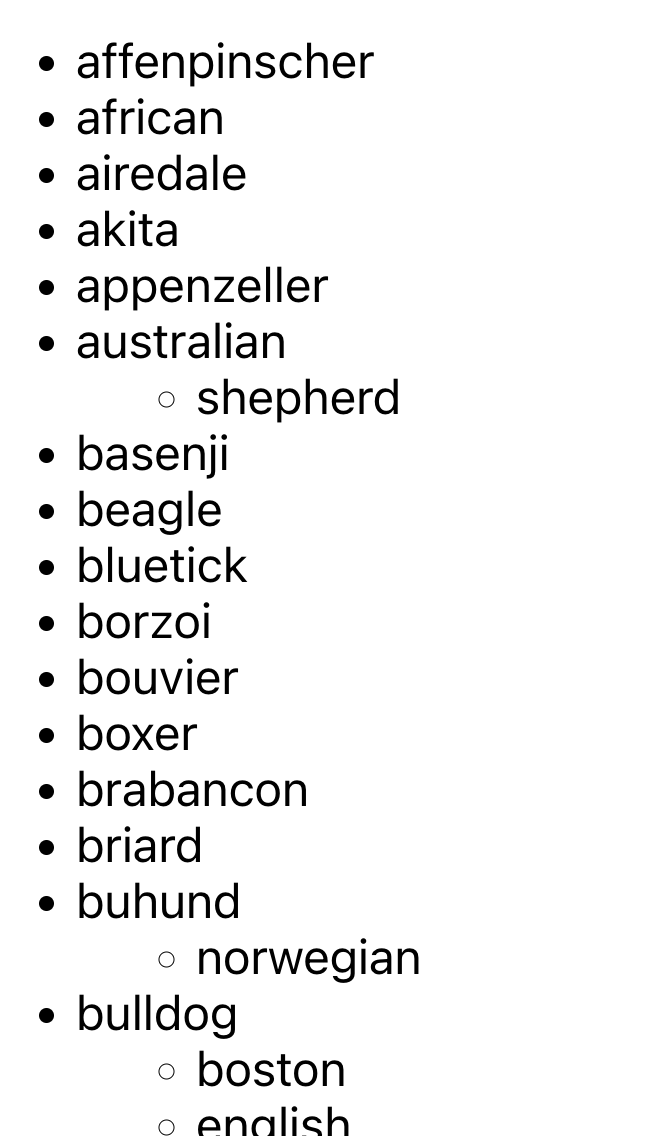 affenpinscher
african
airedale
akita
appenzeller
australian
shepherd
basenji
beagle
bluetick
borzoi
bouvier
boxer
brabancon
briard
buhund
norwegian
bulldog
boston
english